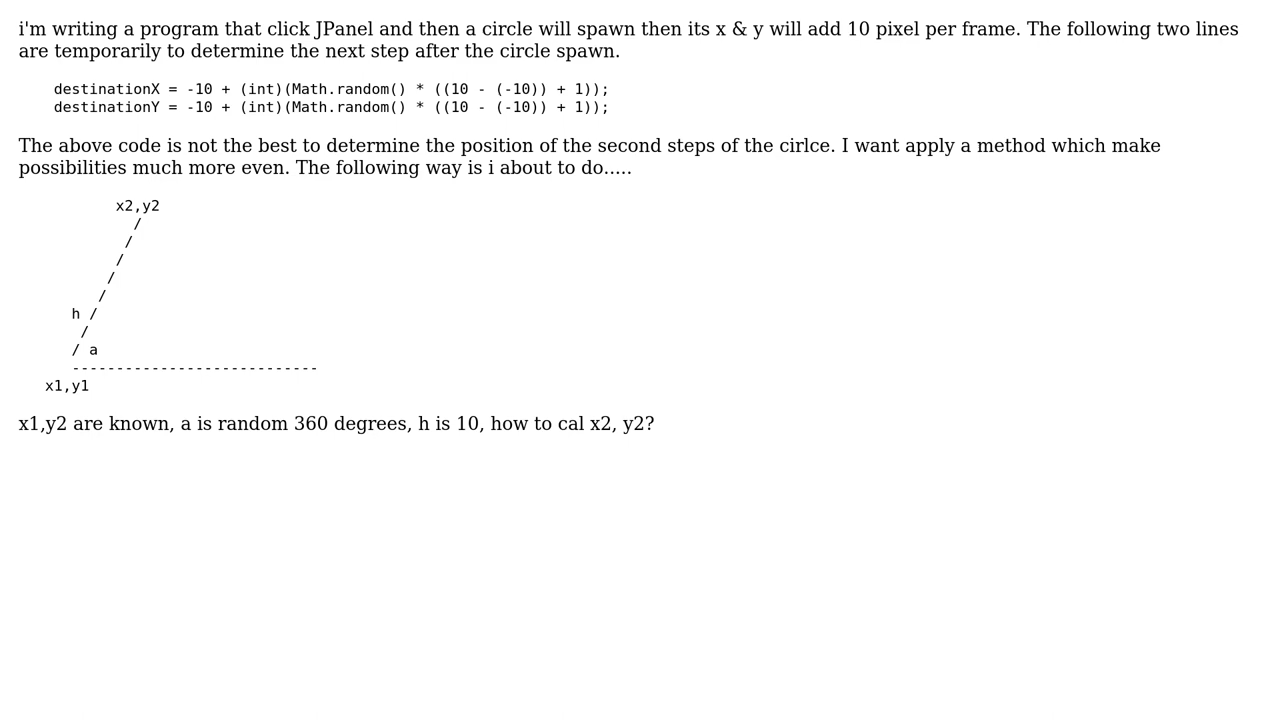 i'm writing a program that click JPanel and then a circle will spawn then its x & y will add 10 pixel per frame. The following two lines
are temporarily to determine the next step after the circle spawn.
destinationX = -10 + (int)(Math.random() * ((10 - (-10)) + 1));
destinationY = -10 + (int)(Math.random() * ((10 - (-10)) + 1));
The above code is not the best to determine the position of the second steps of the cirlce. I want apply a method which make
possibilities much more even. The following way is i about to do.....
x2,y2
/
/
/
/
/
h /
/
/ a
----------------------------
x1,y1
x1,y2 are known, a is random 360 degrees, h is 10, how to cal x2, y2?